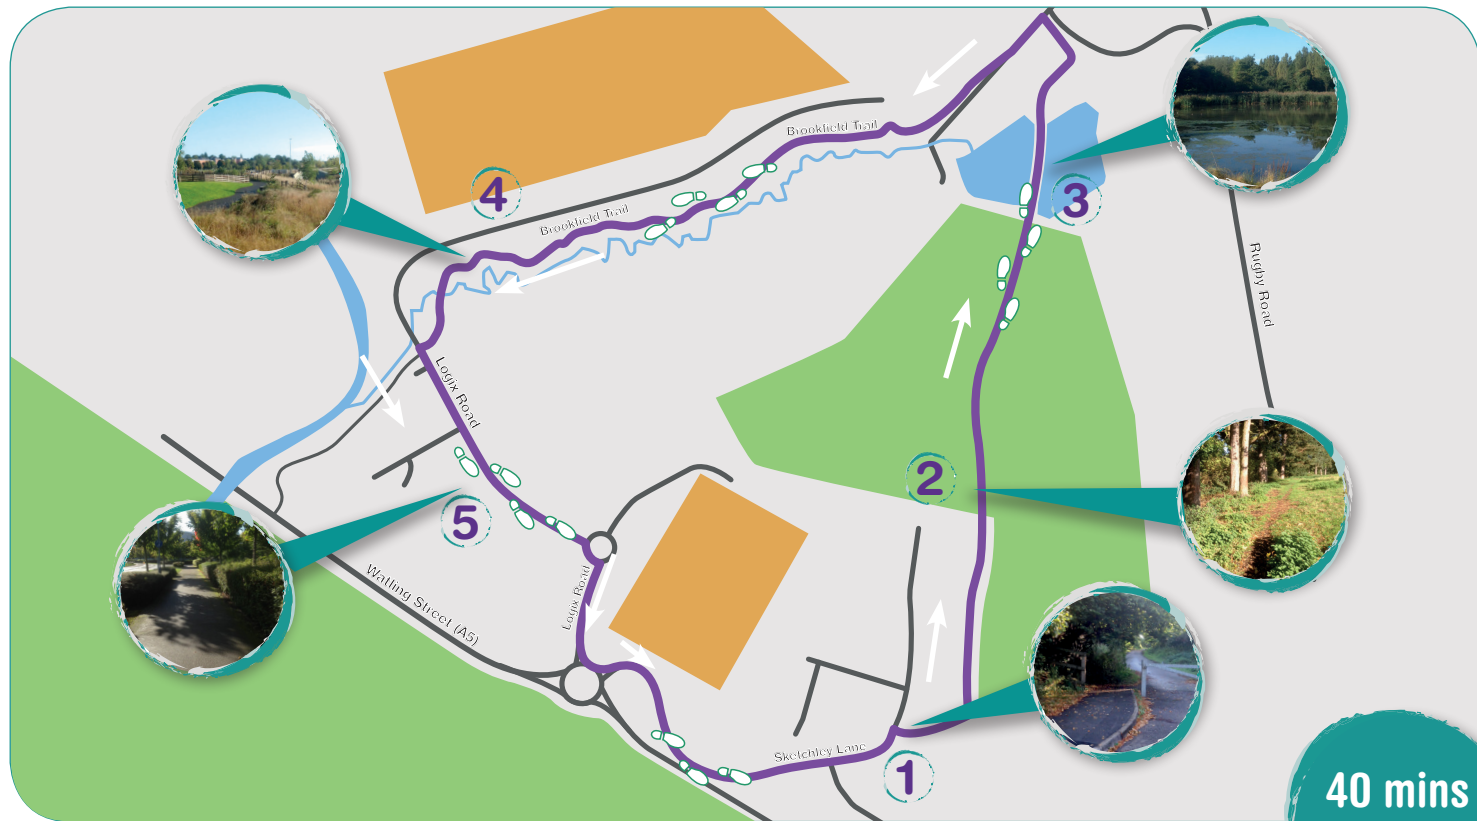 Brookfield Trail
4
Brookfield Trail
3
Rugby Road
Logix Road
2
5
Logix Road
Watling Street (A5)
Sketchley Lane
1
40 mins